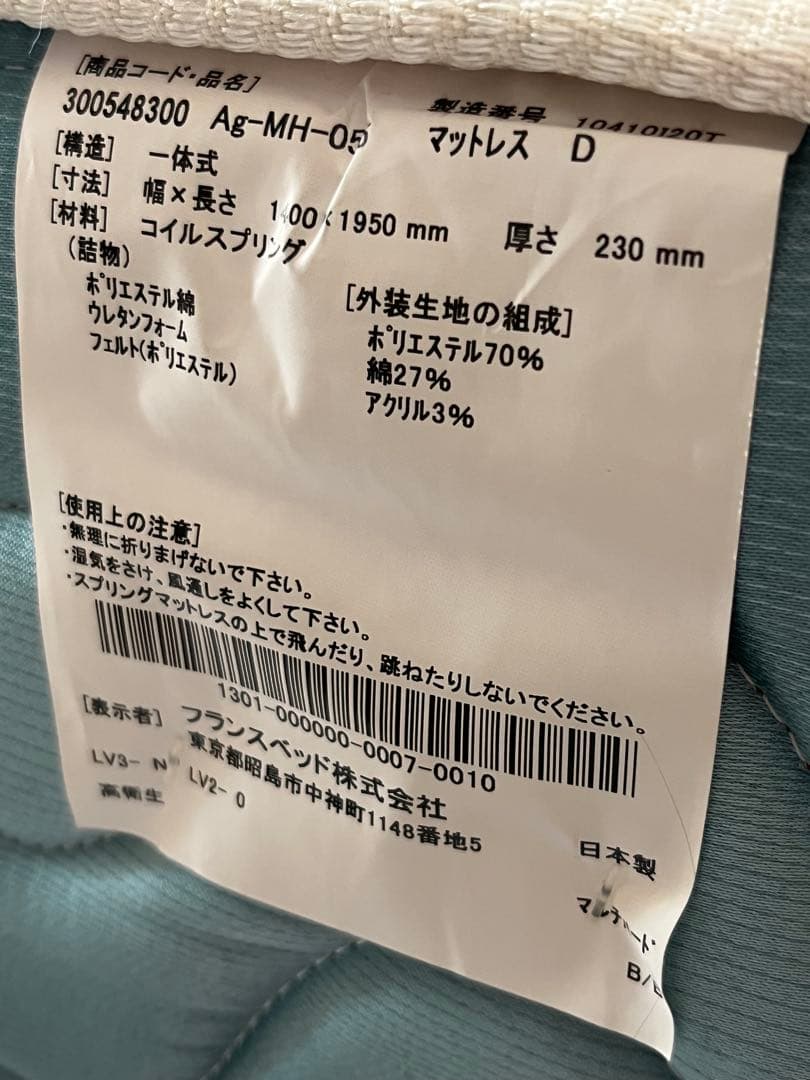 [商品コード・品名]
製造番号 10410I20T
300548300 Ag-MH-05 マットレス D
[構造] 一体式
[寸法] 幅×長さ 1400×1950 mm 厚さ 230 mm
[材料] コイルスプリング
(詰物)
ポリエステル綿
ウレタンフォーム
フェルト(ポリエステル)
[外装生地の組成]
ポリエステル70%
綿27%
アクリル3%
[使用上の注意]
・無理に折りまげないで下さい。
・湿気をさけ、風通しをよくして下さい。
・スプリングマットレスの上で飛んだり、跳ねたりしないでください。
1301-000000-0007-0010
[表示者] フランスベッド株式会社
東京都昭島市中神町1148番地5
LV3- N LV2- 0
高衛生
日本製
B/